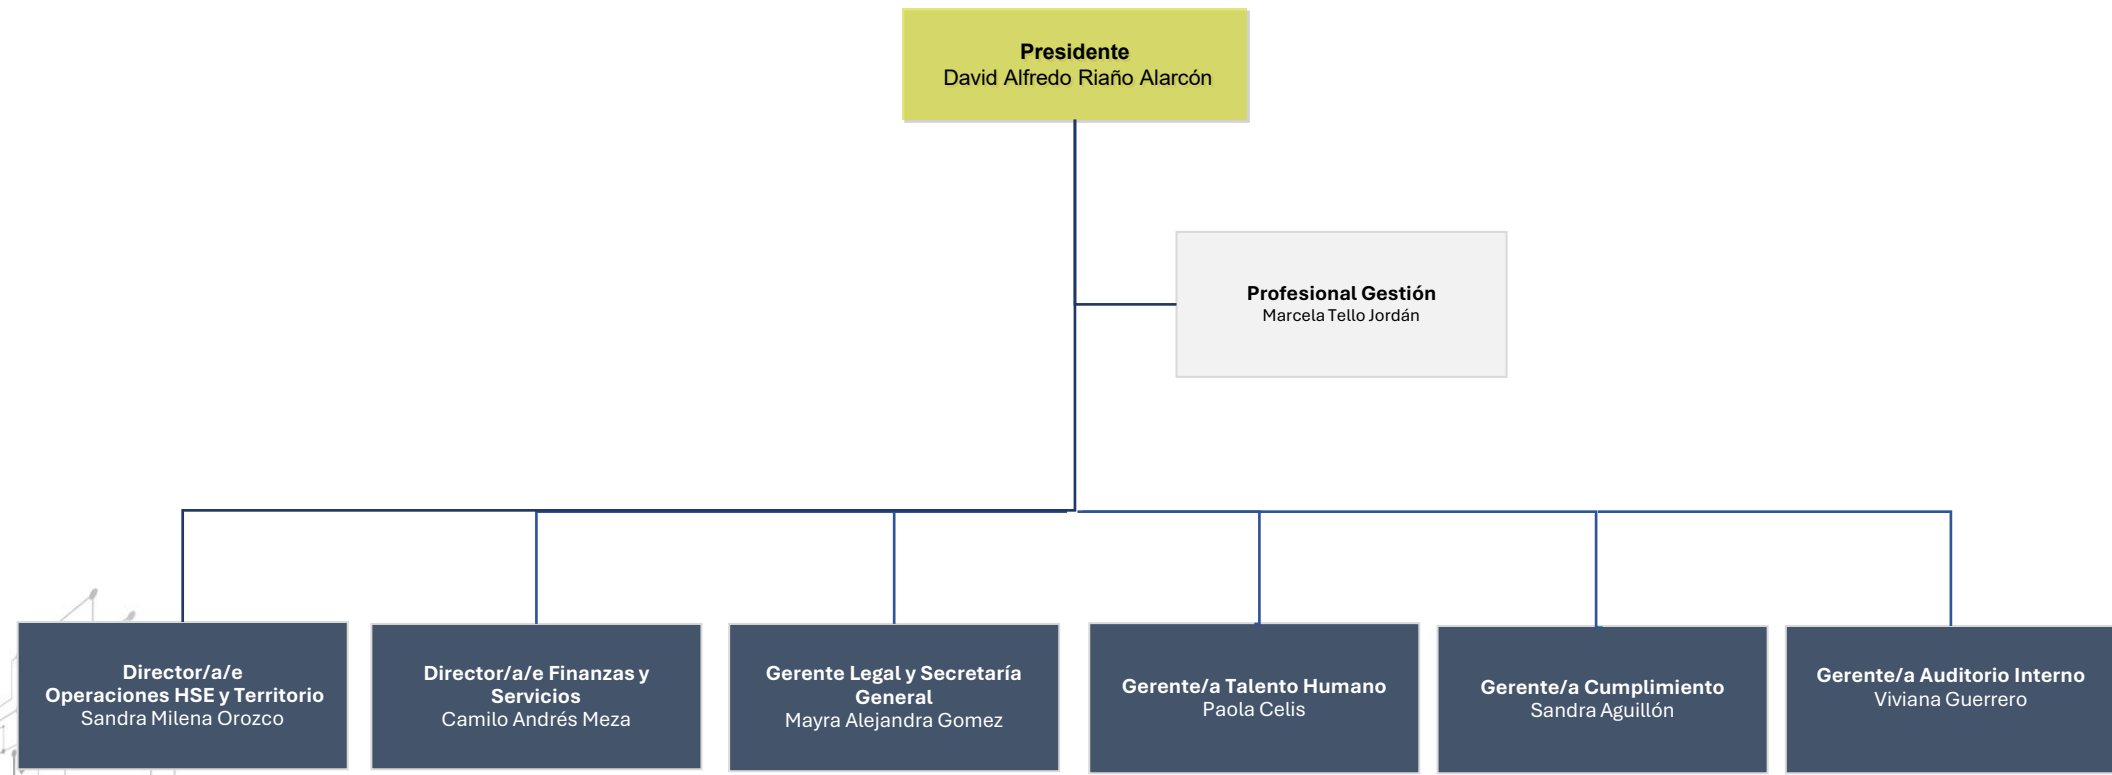 Presidente
David Alfredo Riaño Alarcón
Profesional Gestión
Marcela Tello Jordán
Director/a/e
Operaciones HSE y Territorio
Sandra Milena Orozco
Director/a/e Finanzas y
Servicios
Camilo Andrés Meza
Gerente Legal y Secretaría
General
Mayra Alejandra Gomez
Gerente/a Talento Humano
Paola Celis
Gerente/a Cumplimiento
Sandra Aguillón
Gerente/a Auditorio Interno
Viviana Guerrero